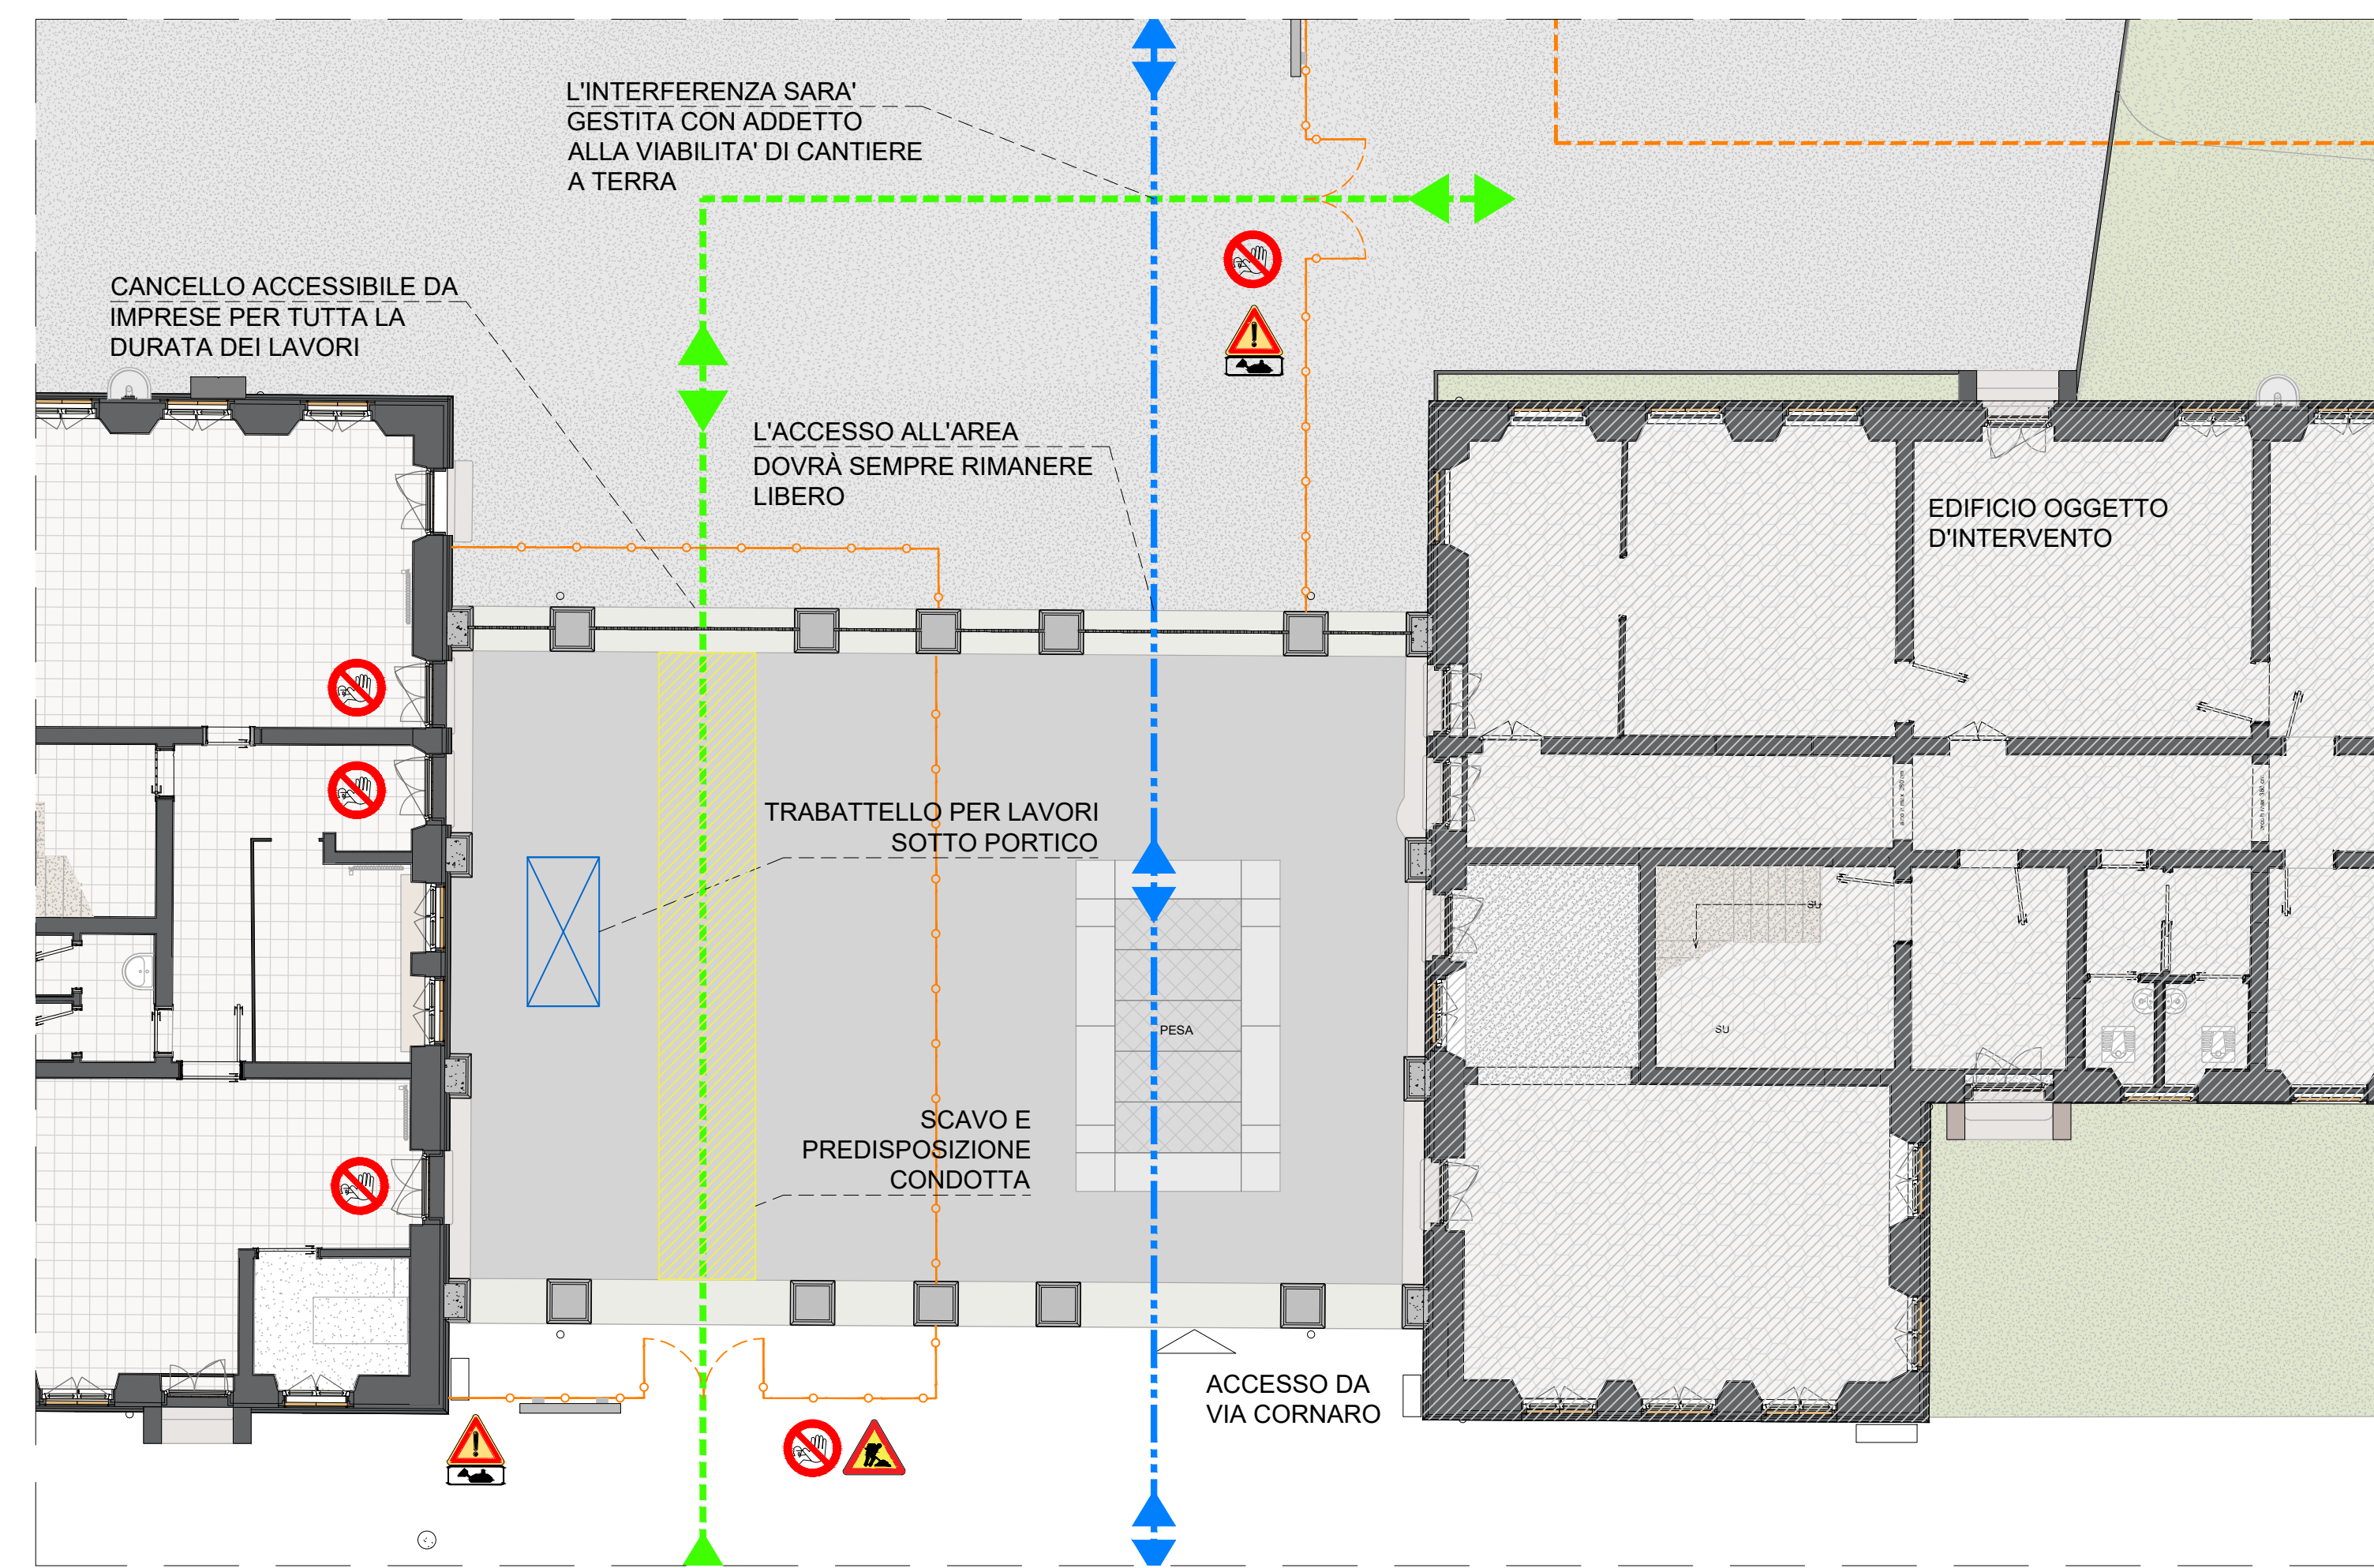 L'INTERFERENZA SARA'
GESTITA CON ADDETTO
ALLA VIABILITA' DI CANTIERE
A TERRA
CANCELLO ACCESSIBILE DA
IMPRESE PER TUTTA LA
DURATA DEI LAVORI
L'ACCESSO ALL'AREA
DOVRÀ SEMPRE RIMANERE
LIBERO
EDIFICIO OGGETTO
D'INTERVENTO
TRABATTELLO PER LAVORI
SOTTO PORTICO
SU
PESA
SU
SCAVO E
PREDISPOSIZIONE
CONDOTTA
ACCESSO DA
VIA CORNARO